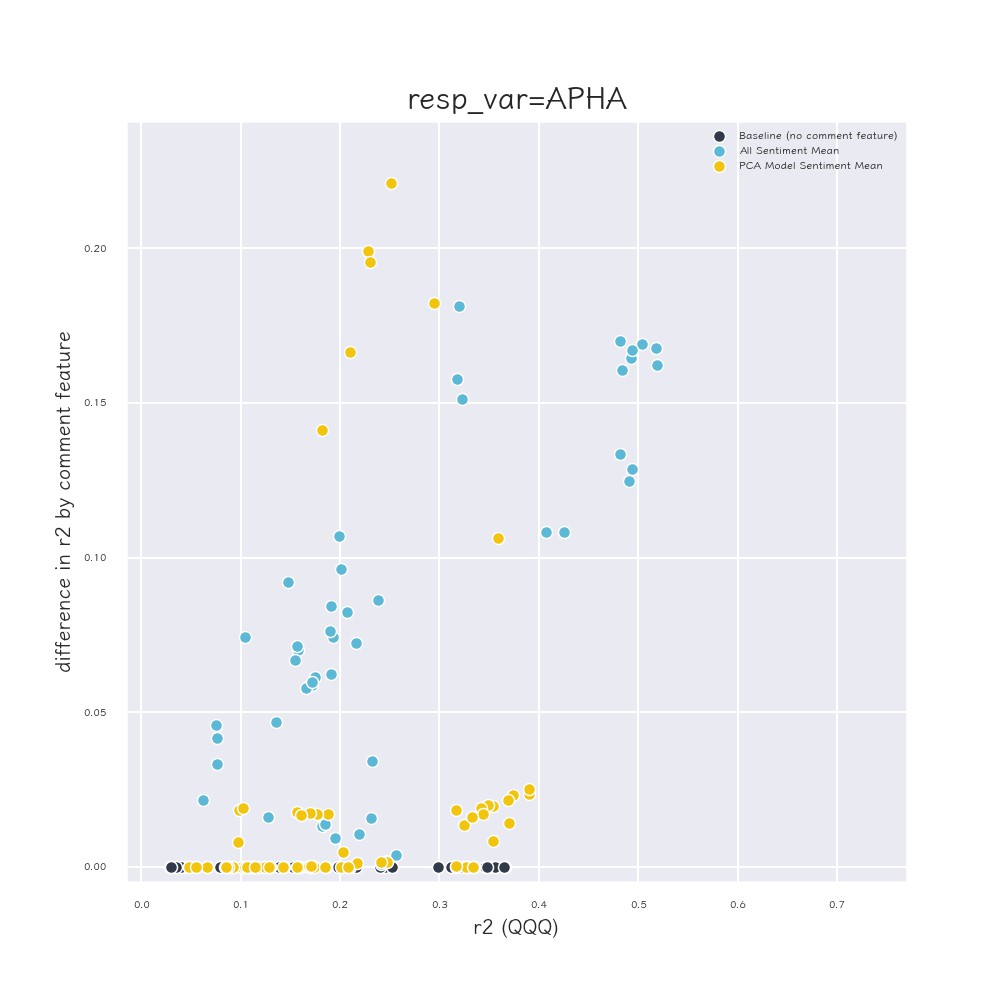 resp_var=APHA
Baseline (no comment feature)
All Sentiment Mean
PCA Model Sentiment Mean
difference in r2 by comment feature
0.20
0.15
0.10
0.05
0.00
0.0 0.1 0.2 0.3 0.4 0.5 0.6 0.7
r2 (QQQ)